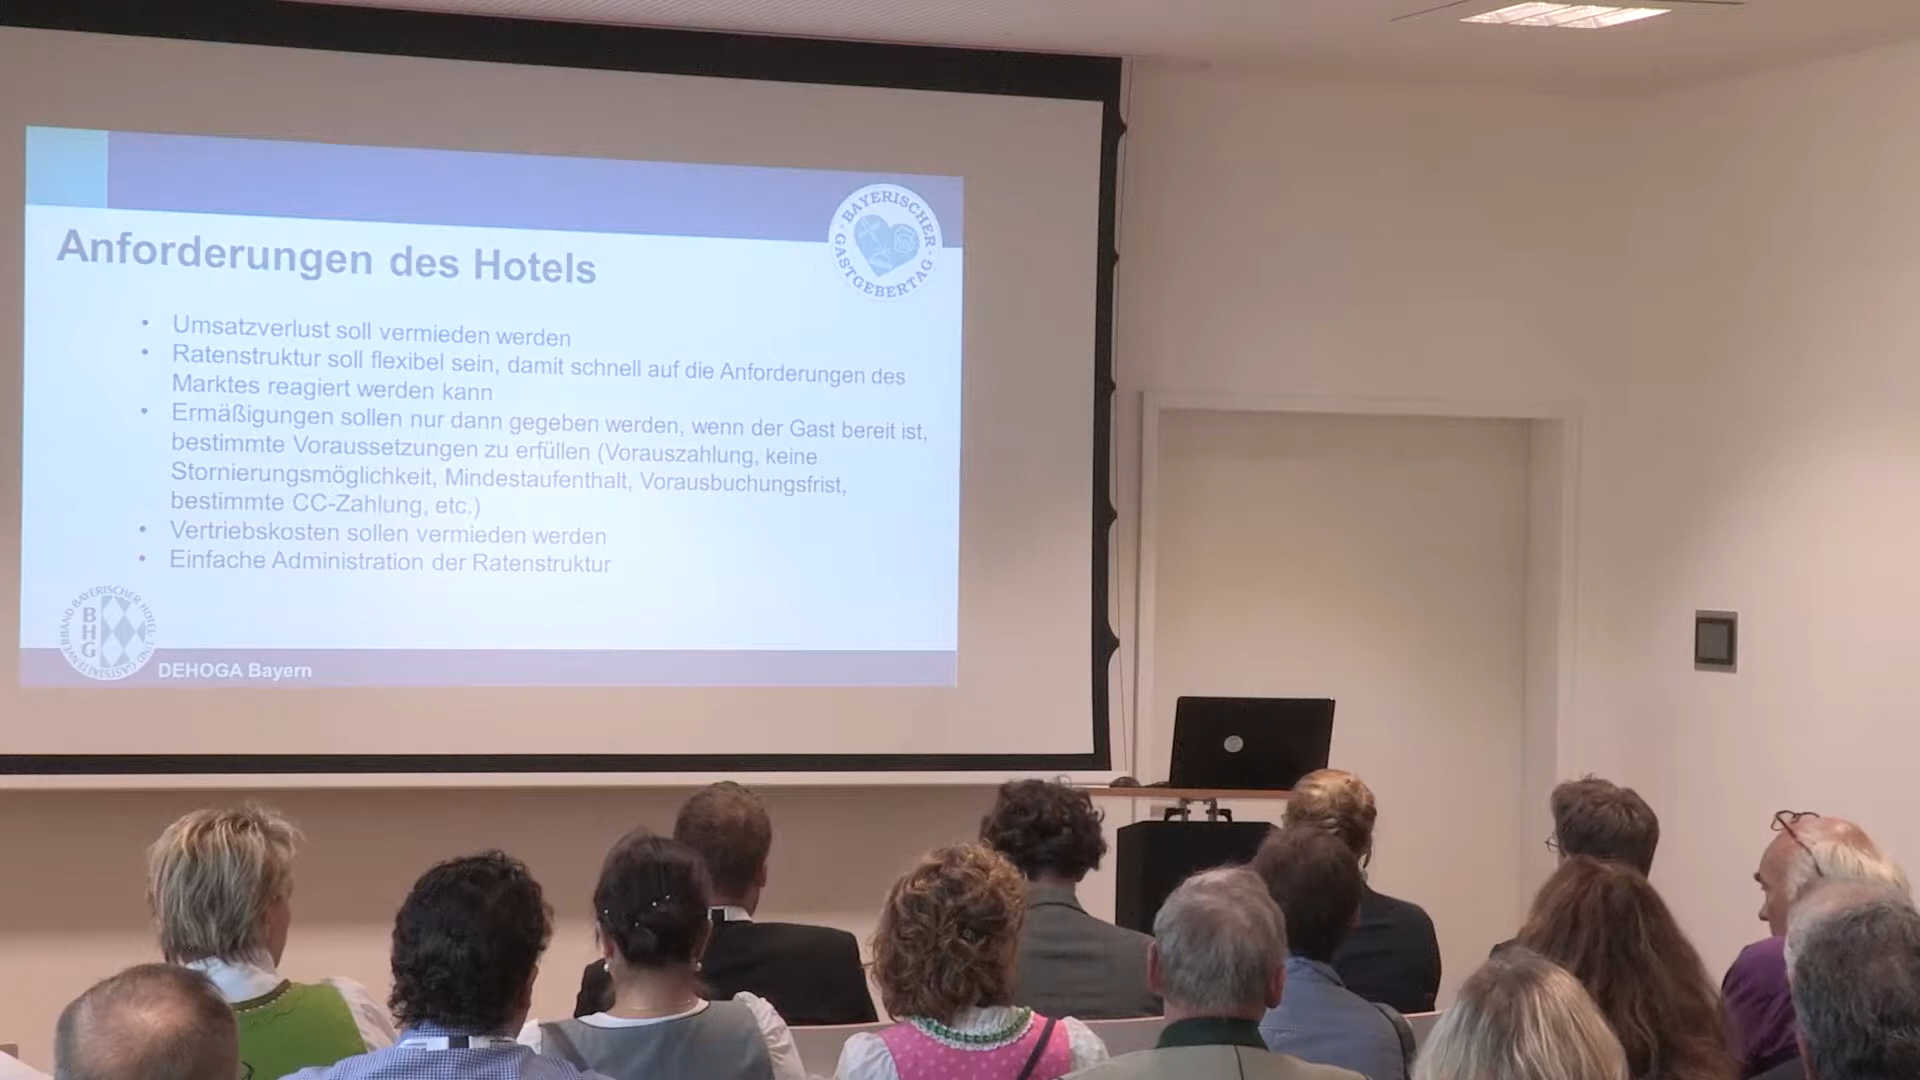 BAYERISCHER
GASTGEBERTAG
Anforderungen des Hotels
• Umsatzverlust soll vermieden werden
• Ratenstruktur soll flexibel sein, damit schnell auf die Anforderungen des
Marktes reagiert werden kann
• Ermäßigungen sollen nur dann gegeben werden, wenn der Gast bereit ist,
bestimmte Voraussetzungen zu erfüllen (Vorauszahlung, keine
Stornierungsmöglichkeit, Mindestaufenthalt, Vorausbuchungsfrist,
bestimmte CC-Zahlung, etc.)
• Vertriebskosten sollen vermieden werden
• Einfache Administration der Ratenstruktur
BHG
BAYERISCHER HOTEL-
DEHOGA Bayern